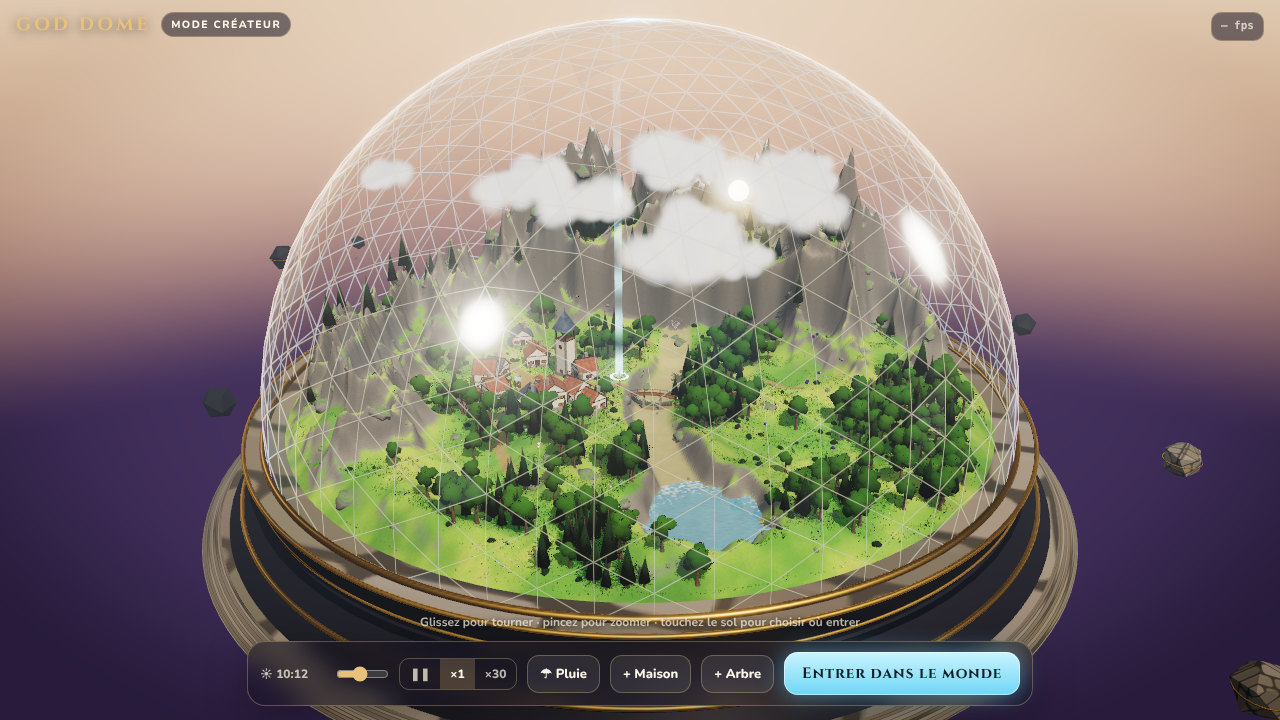 GOD DOME
MODE CRÉATEUR
— fps
Glissez pour tourner · pincez pour zoomer · touchez le sol pour choisir où entrer
10:12
×1
×30
Pluie
+ Maison
+ Arbre
ENTRER DANS LE MONDE